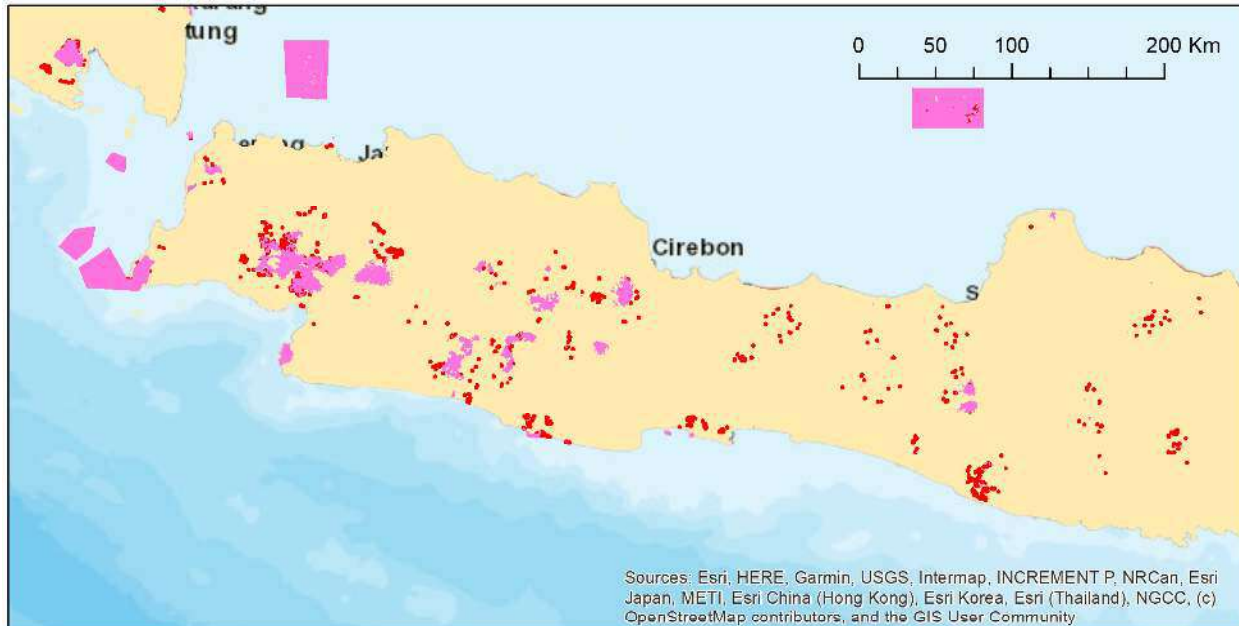 tung
0 50 100 200 Km
Cirebon
S
Sources: Esri, HERE, Garmin, USGS, Intermap, INCREMENT P, NRCan, Esri
Japan, METI, Esri China (Hong Kong), Esri Korea, Esri (Thailand), NGCC, (c)
OpenStreetMap contributors, and the GIS User Community